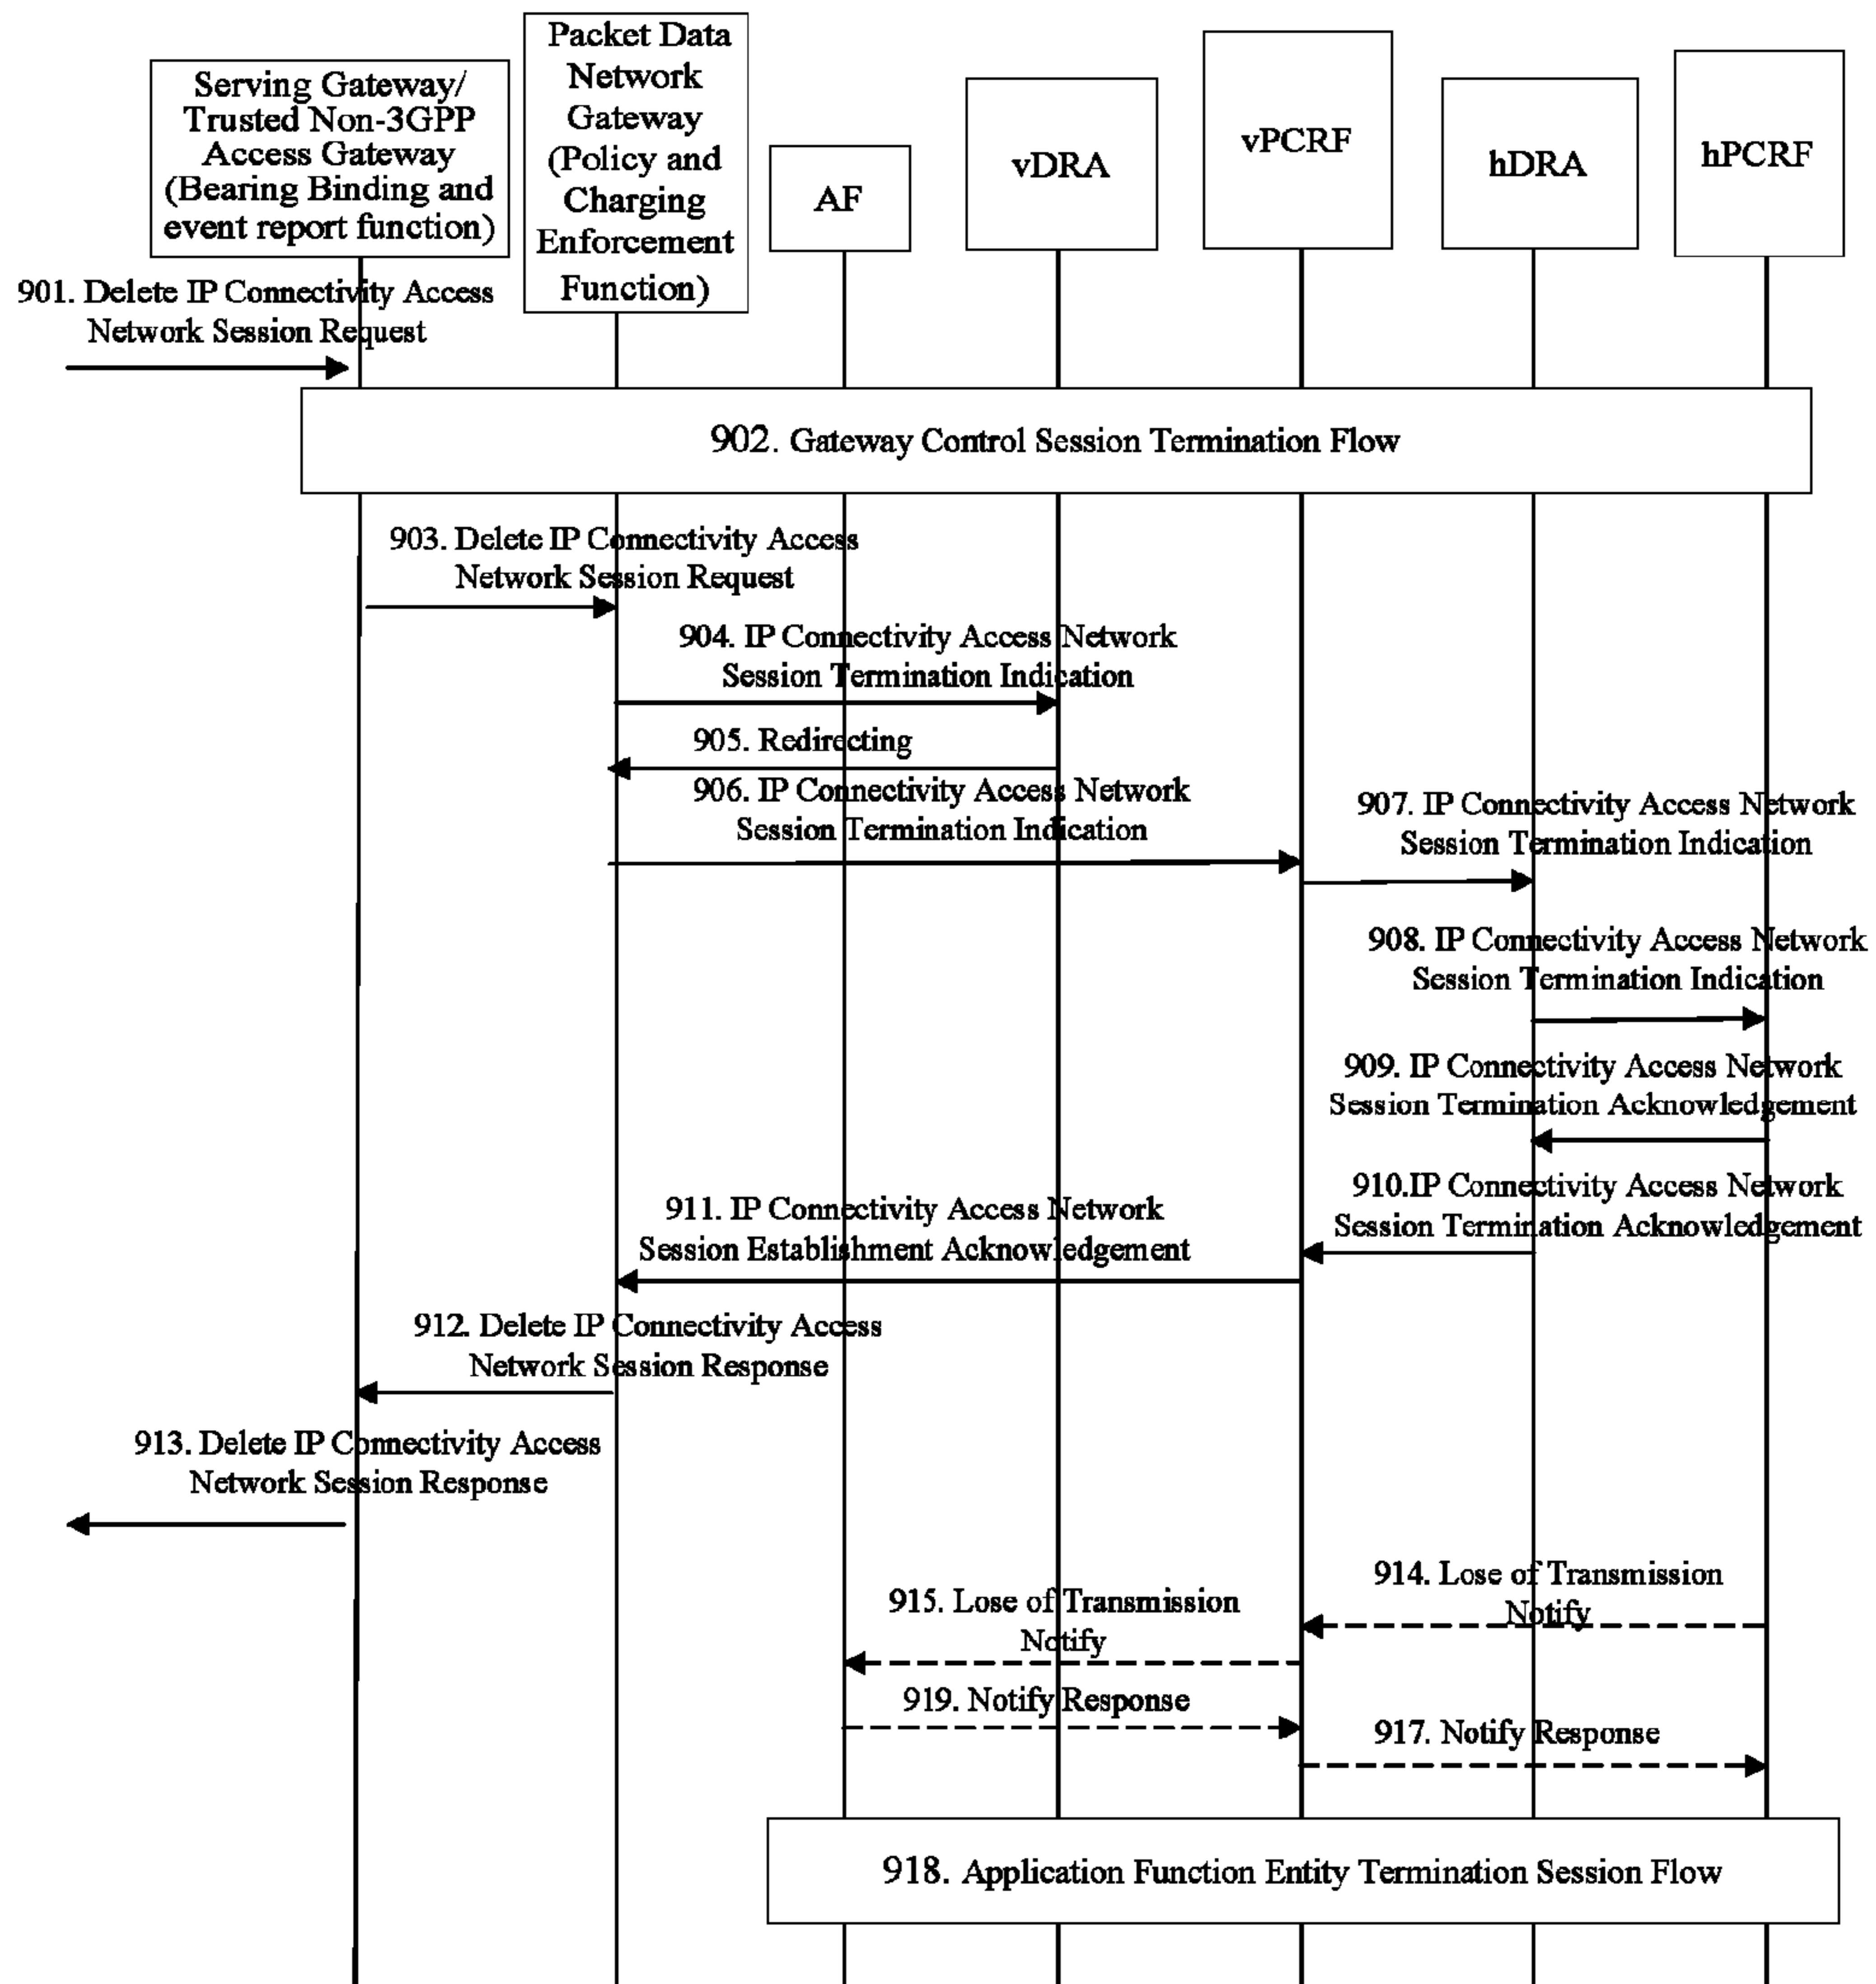 Serving Gateway/
Trusted Non-3GPP
Access Gateway
(Bearing Binding and
event report function)
Packet Data
Network
Gateway
(Policy and
Charging
Enforcement
Function)
AF
vDRA
vPCRF
hDRA
hPCRF
901. Delete IP Connectivity Access
Network Session Request
902. Gateway Control Session Termination Flow
903. Delete IP Connectivity Access
Network Session Request
904. IP Connectivity Access Network
Session Termination Indication
905. Redirecting
906. IP Connectivity Access Network
Session Termination Indication
907. IP Connectivity Access Network
Session Termination Indication
908. IP Connectivity Access Network
Session Termination Indication
909. IP Connectivity Access Network
Session Termination Acknowledgement
910.IP Connectivity Access Network
Session Termination Acknowledgement
911. IP Connectivity Access Network
Session Establishment Acknowledgement
912. Delete IP Connectivity Access
Network Session Response
913. Delete IP Connectivity Access
Network Session Response
914. Lose of Transmission
Notify
915. Lose of Transmission
Notify
919. Notify Response
917. Notify Response
918. Application Function Entity Termination Session Flow